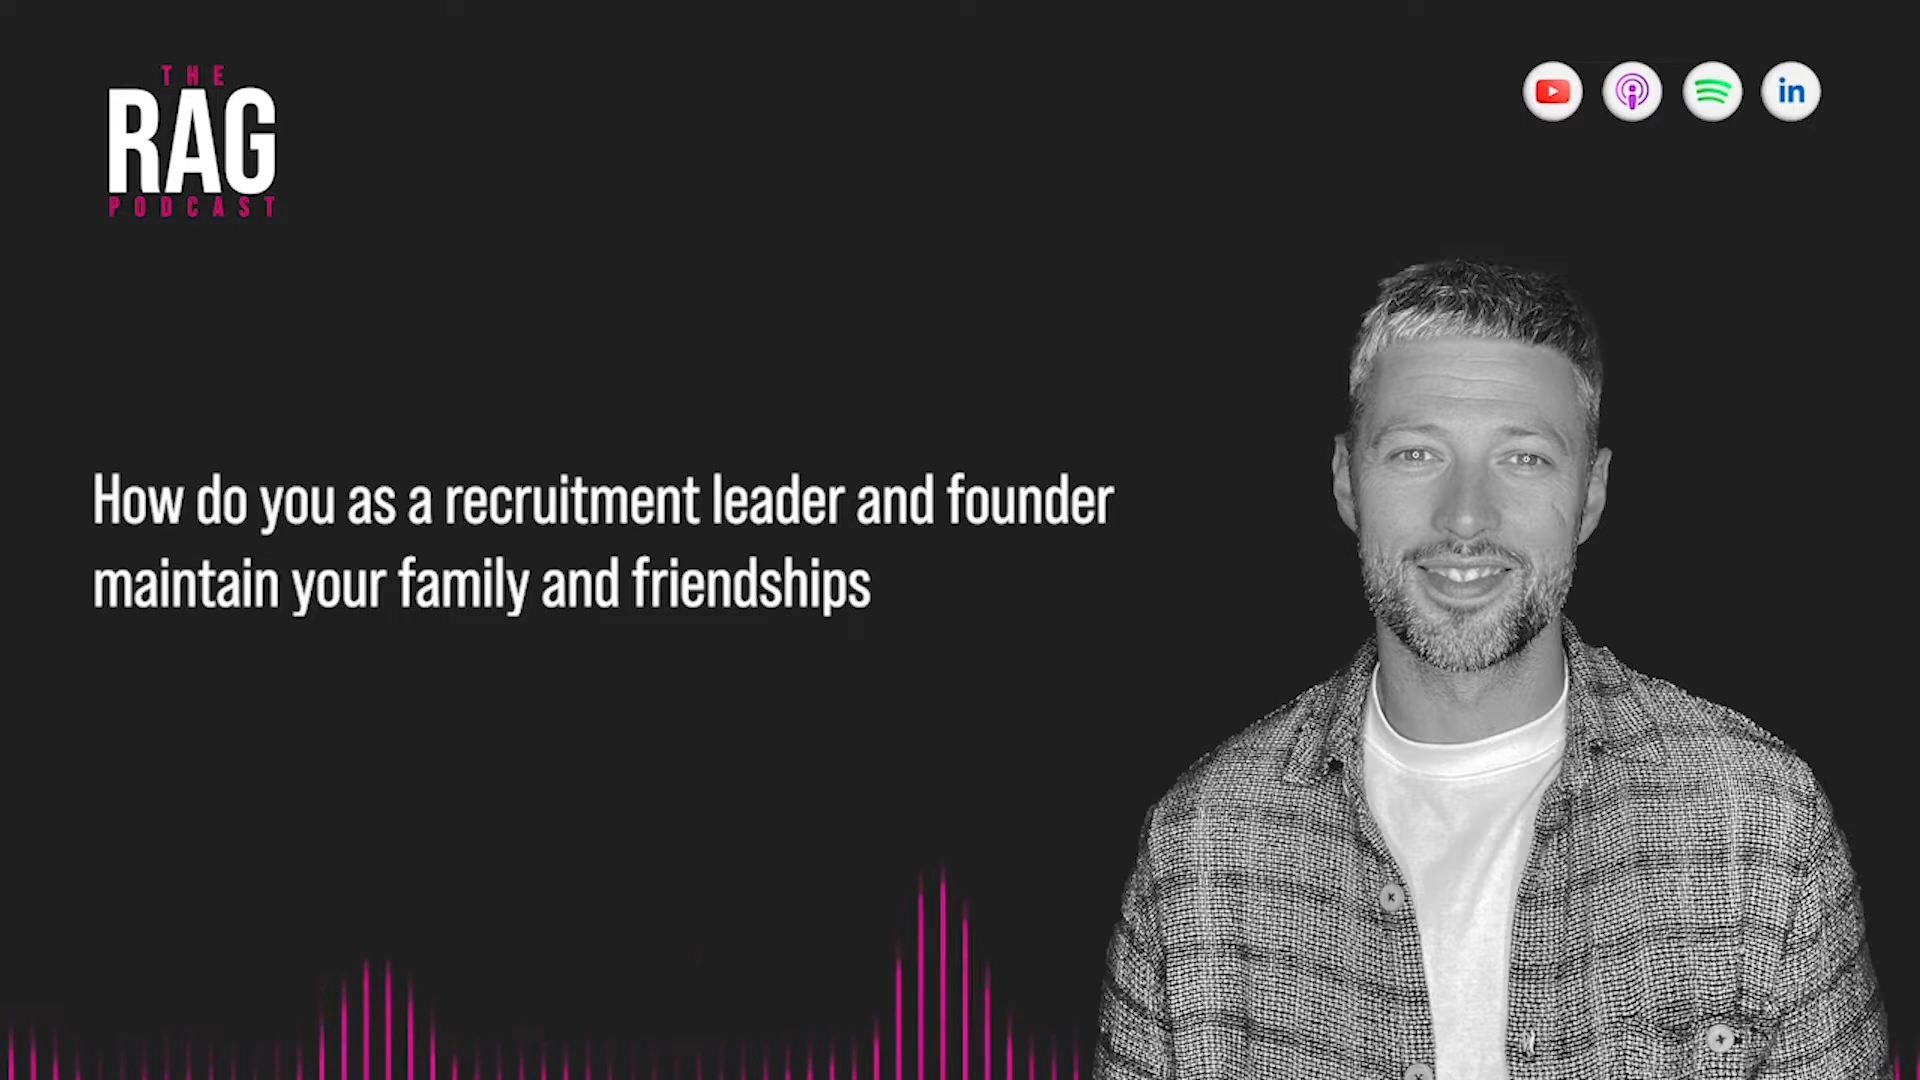 THE
RAG
PODCAST
in
How do you as a recruitment leader and founder
maintain your family and friendships